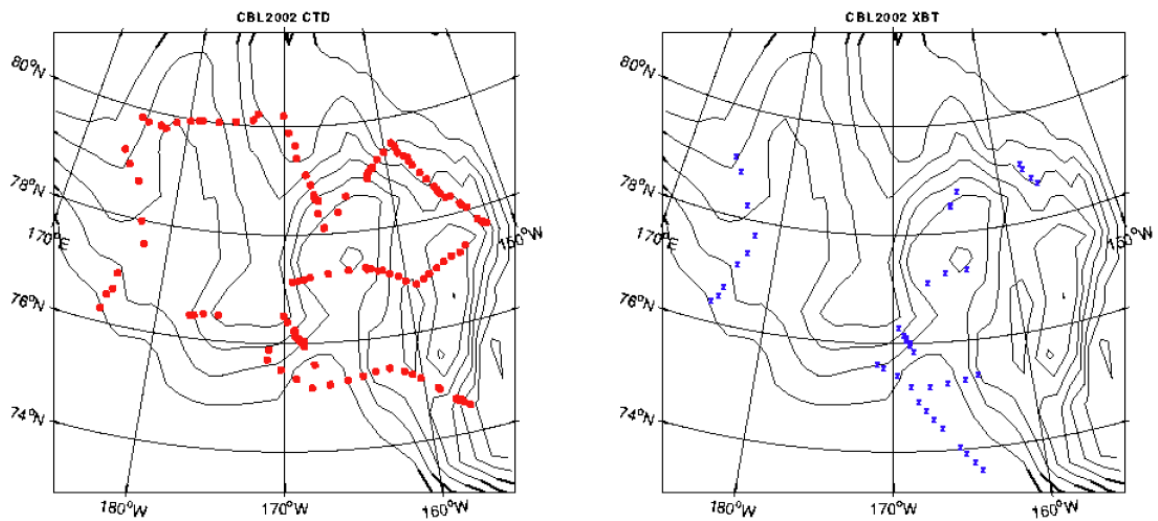 CBL2002 CTD
80°N
78°N
170°E
76°N
74°N
180°W
170°W
160°W
150°W
CBL2002 XBT
80°N
78°N
170°E
76°N
74°N
180°W
170°W
160°W
150°W